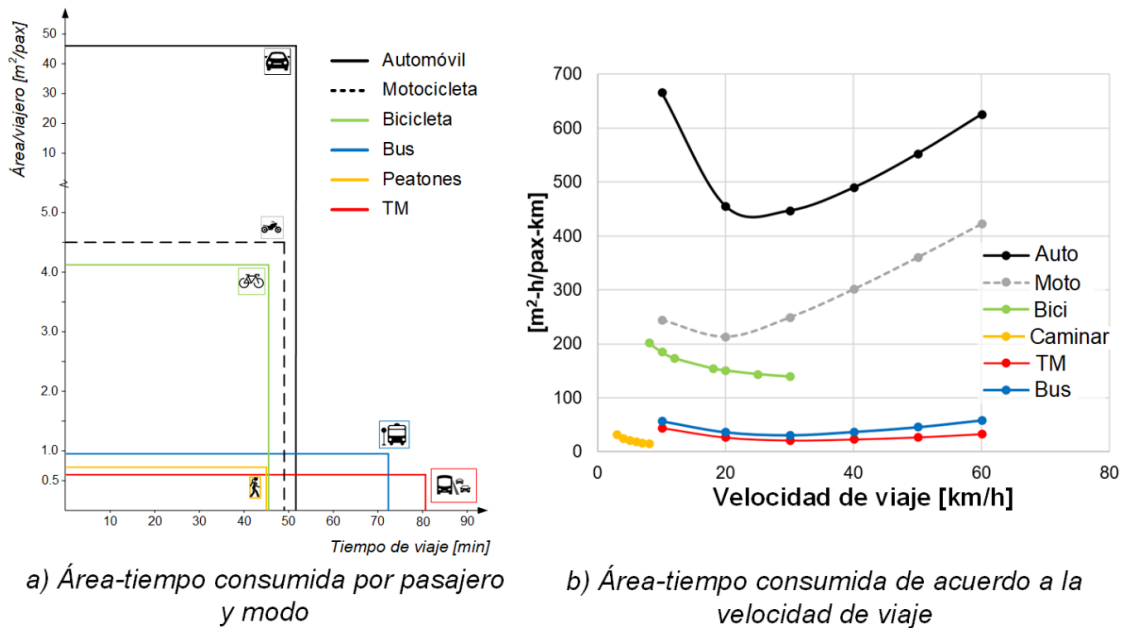 Área/viajero [m²/pax]
50
40
30
20
10
5.0
4.0
3.0
2.0
1.0
0.5
10 20 30 40 50 60 70 80 90
Tiempo de viaje [min]
Automóvil
Motocicleta
Bicicleta
Bus
Peatones
TM
a) Área-tiempo consumida por pasajero
y modo
[m²-h/pax-km]
700
600
500
400
300
200
100
0
0 20 40 60 80
Velocidad de viaje [km/h]
Auto
Moto
Bici
Caminar
TM
Bus
b) Área-tiempo consumida de acuerdo a la
velocidad de viaje